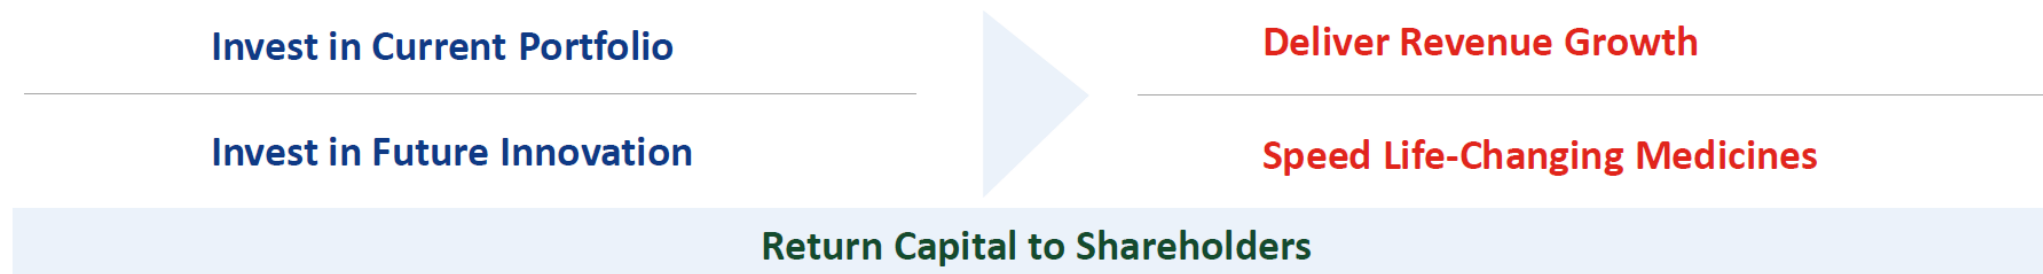 Invest in Current Portfolio
Deliver Revenue Growth
Invest in Future Innovation
Speed Life-Changing Medicines
Return Capital to Shareholders